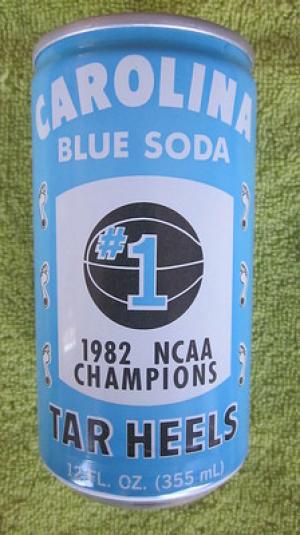 CAROLINA
BLUE SODA
#1
1982 NCAA
CHAMPIONS
TAR HEELS
12 FL. OZ. (355 mL)